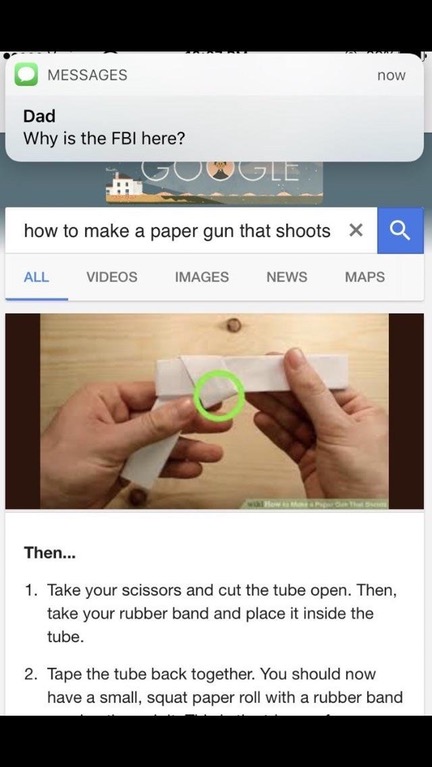 MESSAGES now
Dad
Why is the FBI here?
GOOGLE
how to make a paper gun that shoots
ALL VIDEOS IMAGES NEWS MAPS
wikiHow to Make a Paper Gun That Shoots
Then...
1. Take your scissors and cut the tube open. Then,
take your rubber band and place it inside the
tube.
2. Tape the tube back together. You should now
have a small, squat paper roll with a rubber band